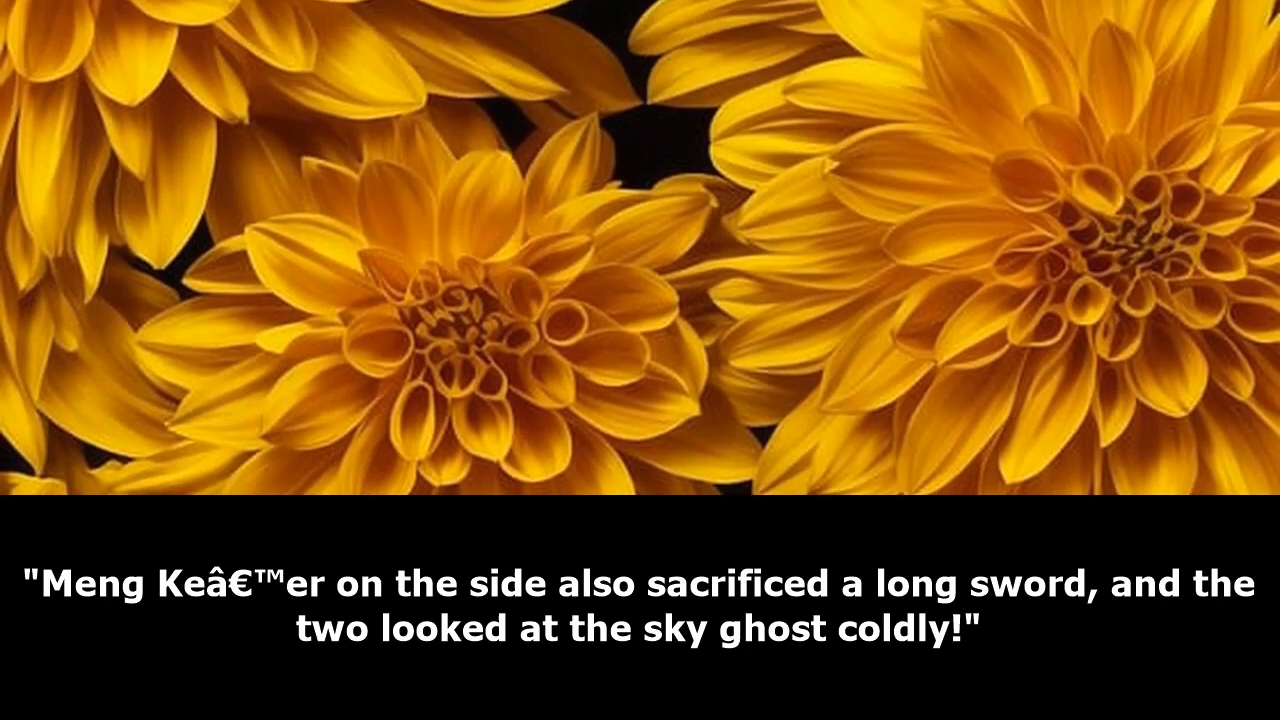 "Meng Keâ€™er on the side also sacrificed a long sword, and the
two looked at the sky ghost coldly!"